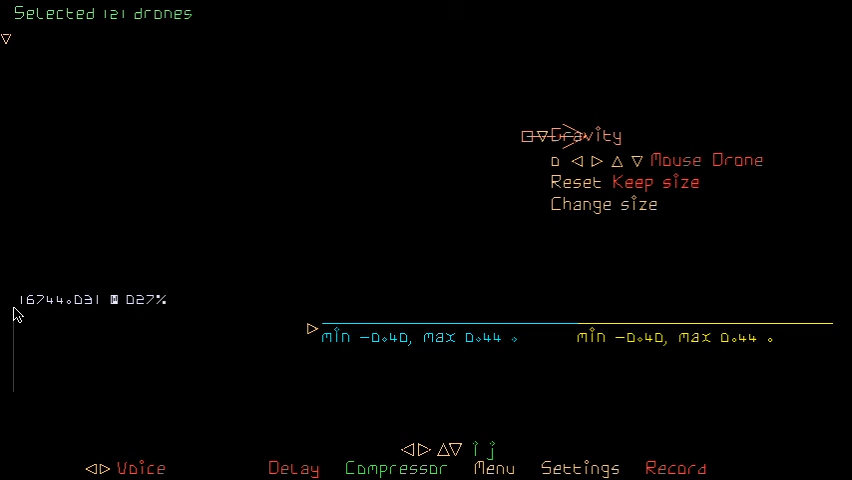 Selected 121 drones
▽
□▽Gravity
0 ◁ ▷ △ ▽ Mouse Drone
Reset Keep size
Change size
16744.031 027%
▷
min -0.40, max 0.44 .
min -0.40, max 0.44 .
◁▷ △▽ i j
◁▷ Voice Delay Compressor Menu Settings Record